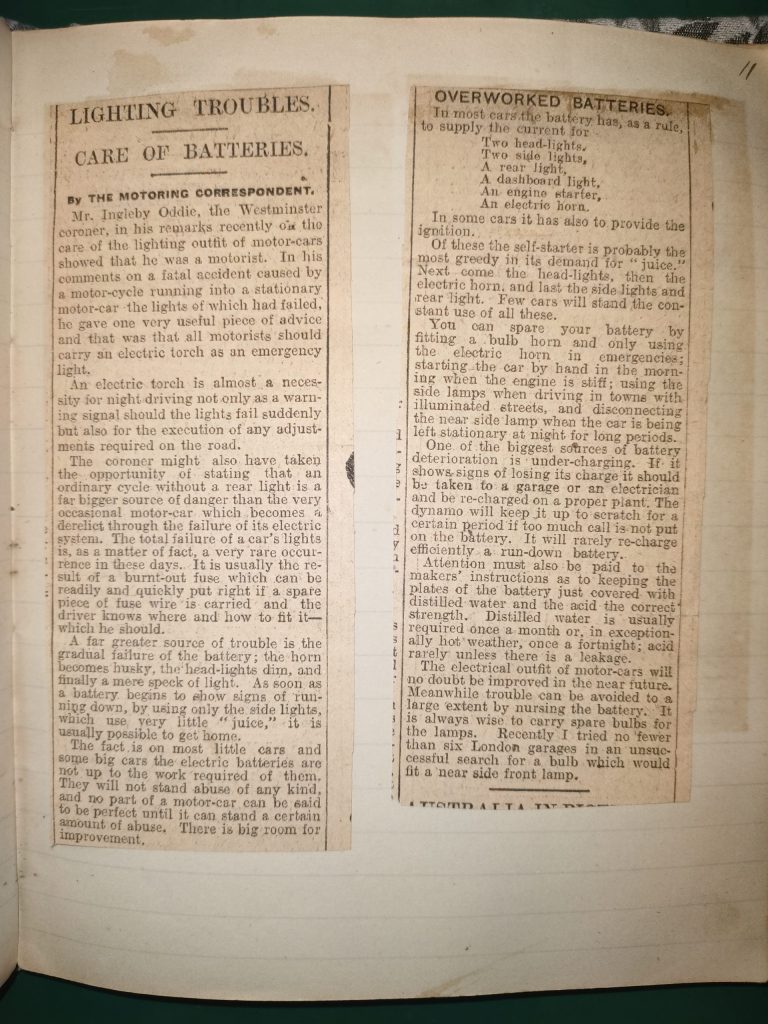 11
LIGHTING TROUBLES.
CARE OF BATTERIES.
By THE MOTORING CORRESPONDENT.
Mr. Ingleby Oddie, the Westminster
coroner, in his remarks recently on the
care of the lighting outfit of motor-cars
showed that he was a motorist. In his
comments on a fatal accident caused by
a motor-cycle running into a stationary
motor-car the lights of which had failed,
he gave one very useful piece of advice
and that was that all motorists should
carry an electric torch as an emergency
light.
An electric torch is almost a neces-
sity for night driving not only as a warn-
ing signal should the lights fail suddenly
but also for the execution of any adjust-
ments required on the road.
The coroner might also have taken
the opportunity of stating that an
ordinary cycle without a rear light is a
far bigger source of danger than the very
occasional motor-car which becomes a
derelict through the failure of its electric
system. The total failure of a car's lights
is, as a matter of fact, a very rare occur-
rence in these days. It is usually the re-
sult of a burnt-out fuse which can be
readily and quickly put right if a spare
piece of fuse wire is carried and the
driver knows where and how to fit it—
which he should.
A far greater source of trouble is the
gradual failure of the battery; the horn
becomes husky, the head-lights dim, and
finally a mere speck of light. As soon as
a battery begins to show signs of run-
ning down, by using only the side lights,
which use very little "juice," it is
usually possible to get home.
The fact is on most little cars and
some big cars the electric batteries are
not up to the work required of them.
They will not stand abuse of any kind,
and no part of a motor-car can be said
to be perfect until it can stand a certain
amount of abuse. There is big room for
improvement.
OVERWORKED BATTERIES.
In most cars the battery has, as a rule,
to supply the current for
Two head-lights,
Two side lights,
A rear light,
A dashboard light,
An engine starter,
An electric horn.
In some cars it has also to provide the
ignition.
Of these the self-starter is probably the
most greedy in its demand for "juice."
Next come the head-lights, then the
electric horn, and last the side lights and
rear light. Few cars will stand the con-
stant use of all these.
You can spare your battery by
fitting a bulb horn and only using
the electric horn in emergencies;
starting the car by hand in the morn-
ing when the engine is stiff; using the
side lamps when driving in towns with
illuminated streets, and disconnecting
the near side lamp when the car is being
left stationary at night for long periods.
One of the biggest sources of battery
deterioration is under-charging. If it
shows signs of losing its charge it should
be taken to a garage or an electrician
and be re-charged on a proper plant. The
dynamo will keep it up to scratch for a
certain period if too much call is not put
on the battery. It will rarely re-charge
efficiently a run-down battery.
Attention must also be paid to the
makers' instructions as to keeping the
plates of the battery just covered with
distilled water and the acid the correct
strength. Distilled water is usually
required once a month or, in exception-
ally hot weather, once a fortnight; acid
rarely unless there is a leakage.
The electrical outfit of motor-cars will
no doubt be improved in the near future.
Meanwhile trouble can be avoided to a
large extent by nursing the battery. It
is always wise to carry spare bulbs for
the lamps. Recently I tried no fewer
than six London garages in an unsuc-
cessful search for a bulb which would
fit a near side front lamp.
AUSTRALIA IN